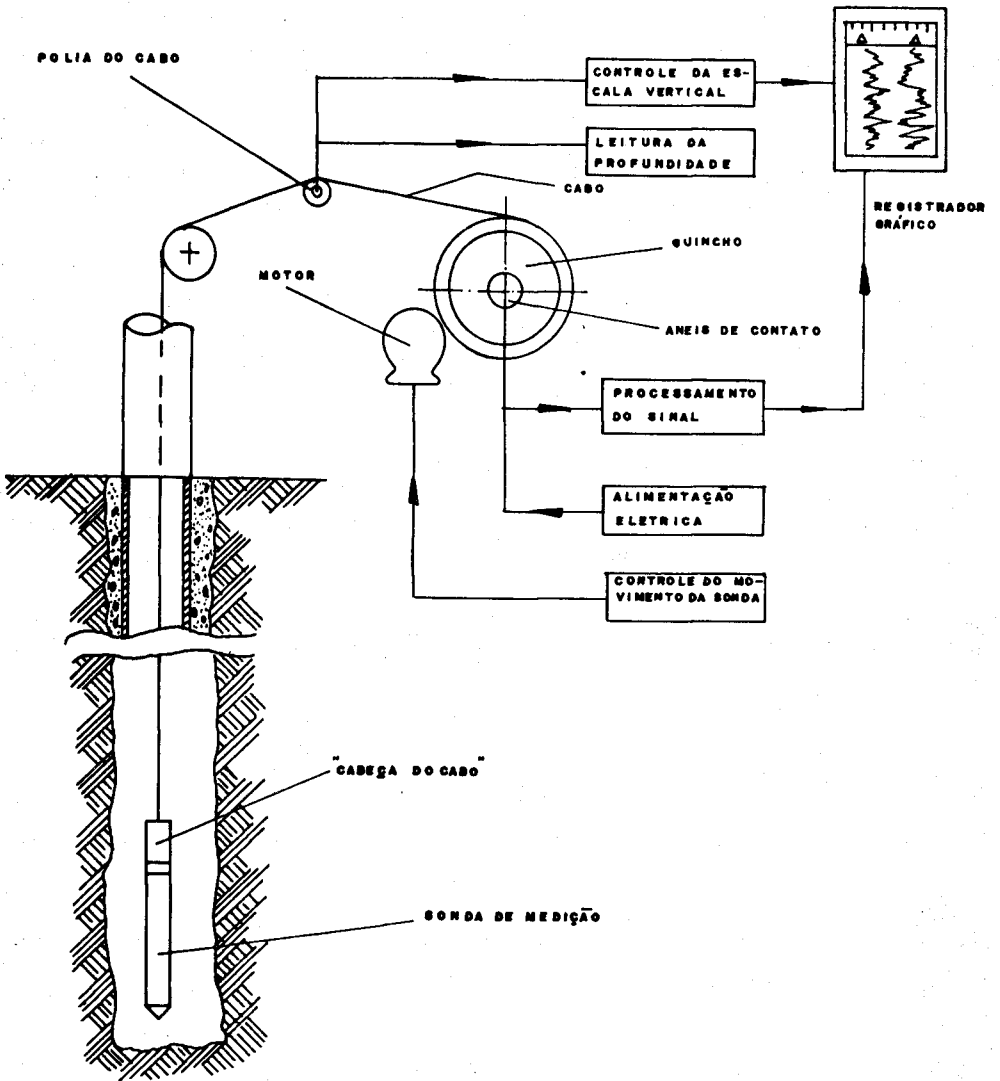 POLIA DO CABO
CONTROLE DA ES-
CALA VERTICAL
LEITURA DA
PROFUNDIDADE
CABO
REGISTRADOR
GRÁFICO
GUINCHO
MOTOR
ANEIS DE CONTATO
PROCESSAMENTO
DO SINAL
ALIMENTAÇÃO
ELETRICA
CONTROLE DO MO-
VIMENTO DA SONDA
"CABEÇA DO CABO"
SONDA DE MEDIÇÃO